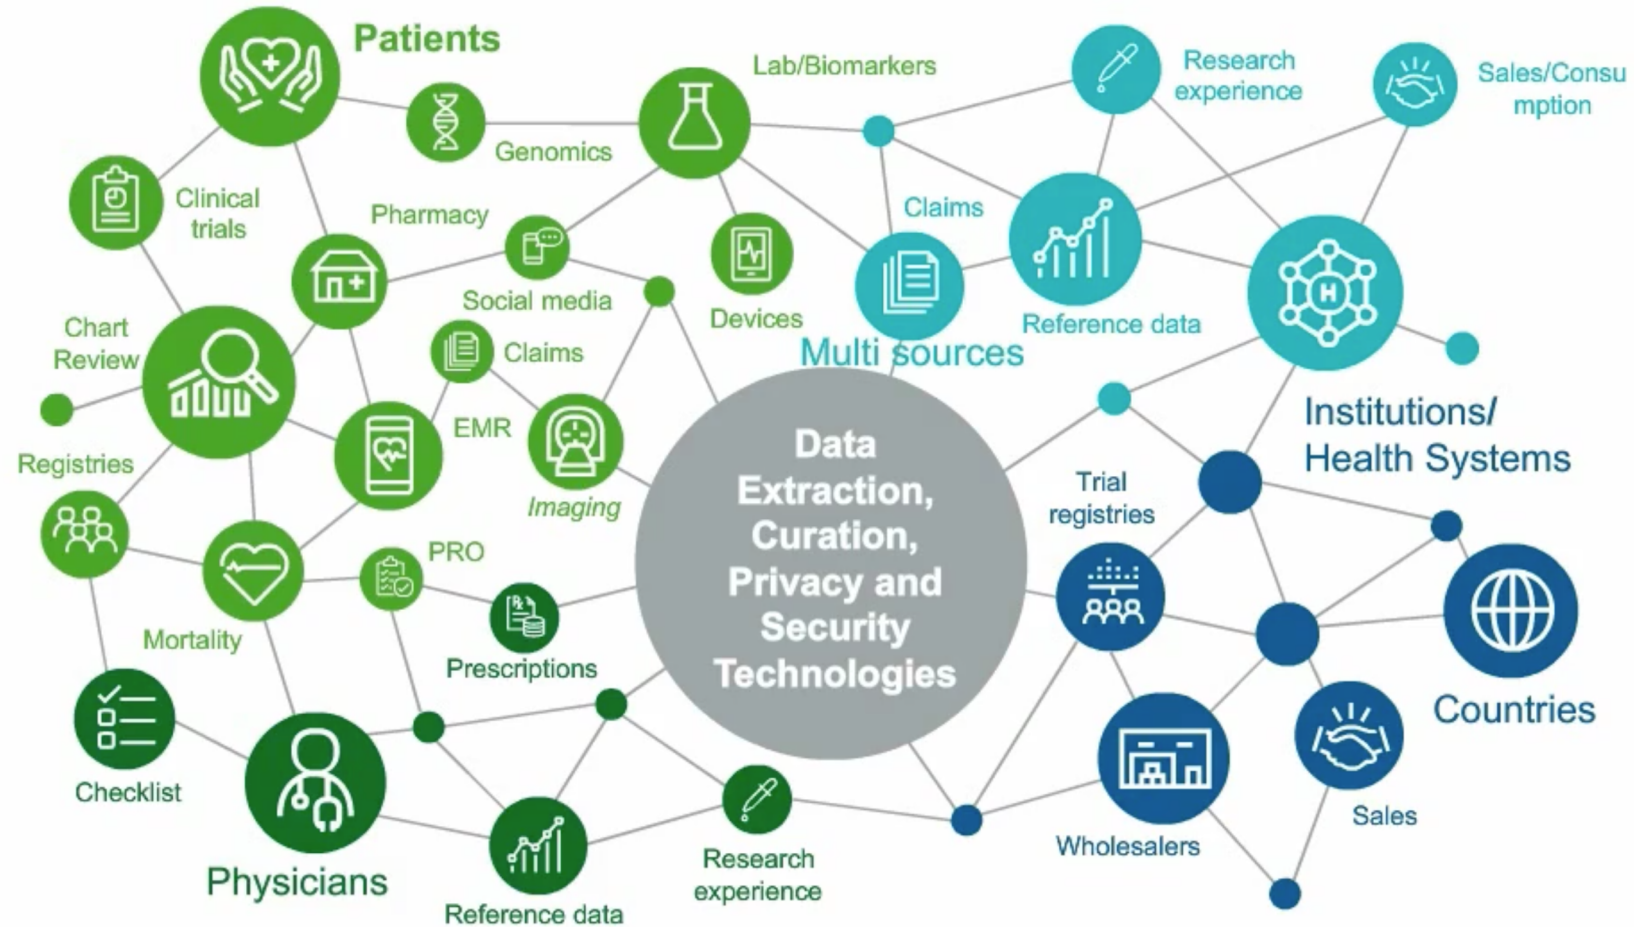 Patients
Genomics
Lab/Biomarkers
Research
experience
Sales/Consu
mption
Clinical
trials
Pharmacy
Social media
Devices
Claims
Reference data
Multi sources
H
Chart
Review
Claims
EMR
Imaging
Registries
Institutions/
Health Systems
Data
Extraction,
Curation,
Privacy and
Security
Technologies
Trial
registries
PRO
Rx
Prescriptions
Mortality
Countries
Checklist
Physicians
Reference data
Research
experience
Wholesalers
Sales